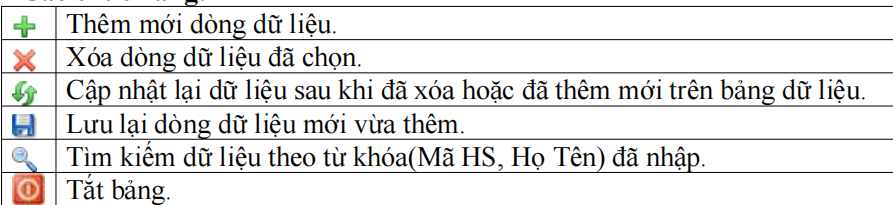 Thêm mới dòng dữ liệu.
Xóa dòng dữ liệu đã chọn.
Cập nhật lại dữ liệu sau khi đã xóa hoặc đã thêm mới trên bảng dữ liệu.
Lưu lại dòng dữ liệu mới vừa thêm.
Tìm kiếm dữ liệu theo từ khóa(Mã HS, Họ Tên) đã nhập.
Tắt bảng.